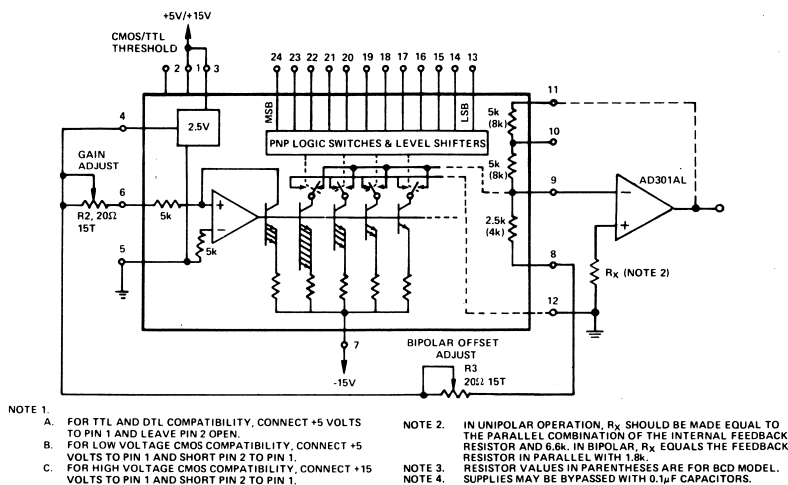 +5V/+15V
CMOS/TTL
THRESHOLD
2 1 3
24 23 22 21 20 19 18 17 16 15 14 13
11
4
2.5V
MSB
LSB
5k
(8k)
10
PNP LOGIC SWITCHES & LEVEL SHIFTERS
GAIN
ADJUST
5k
(8k)
6
9
AD301AL
R2, 20Ω
15T
5k
+
−
−
+
2.5k
(4k)
5
5k
8
RX (NOTE 2)
12
7
BIPOLAR OFFSET
ADJUST
-15V
R3
20Ω 15T
NOTE 1.
A. FOR TTL AND DTL COMPATIBILITY, CONNECT +5 VOLTS
TO PIN 1 AND LEAVE PIN 2 OPEN.
B. FOR LOW VOLTAGE CMOS COMPATIBILITY, CONNECT +5
VOLTS TO PIN 1 AND SHORT PIN 2 TO PIN 1.
C. FOR HIGH VOLTAGE CMOS COMPATIBILITY, CONNECT +15
VOLTS TO PIN 1 AND SHORT PIN 2 TO PIN 1.
NOTE 2. IN UNIPOLAR OPERATION, RX SHOULD BE MADE EQUAL TO
THE PARALLEL COMBINATION OF THE INTERNAL FEEDBACK
RESISTOR AND 6.6k. IN BIPOLAR, RX EQUALS THE FEEDBACK
RESISTOR IN PARALLEL WITH 1.8k.
NOTE 3. RESISTOR VALUES IN PARENTHESES ARE FOR BCD MODEL.
NOTE 4. SUPPLIES MAY BE BYPASSED WITH 0.1μF CAPACITORS.